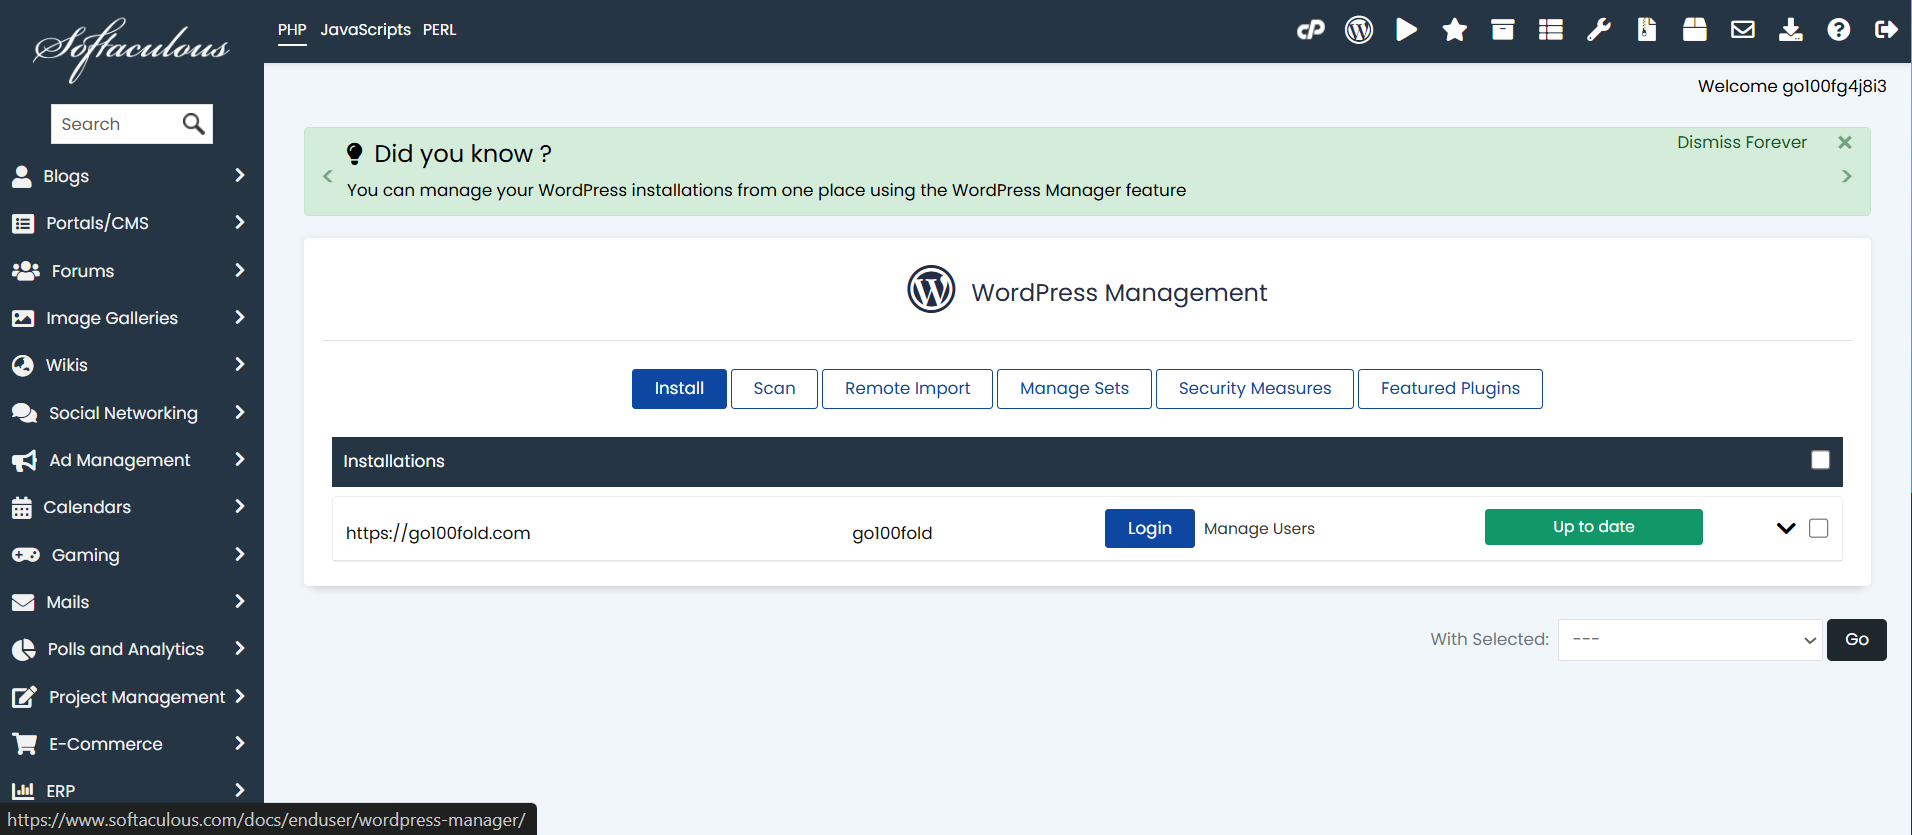 Softaculous
PHP JavaScripts PERL
cP
Welcome go100fg4j8i3
Search
Blogs
Portals/CMS
Forums
Image Galleries
Wikis
Social Networking
Ad Management
Calendars
Gaming
Mails
Polls and Analytics
Project Management
E-Commerce
ERP
Did you know ?
Dismiss Forever
You can manage your WordPress installations from one place using the WordPress Manager feature
WordPress Management
Install Scan Remote Import Manage Sets Security Measures Featured Plugins
Installations
https://go100fold.com go100fold Login Manage Users Up to date
With Selected: --- Go
https://www.softaculous.com/docs/enduser/wordpress-manager/